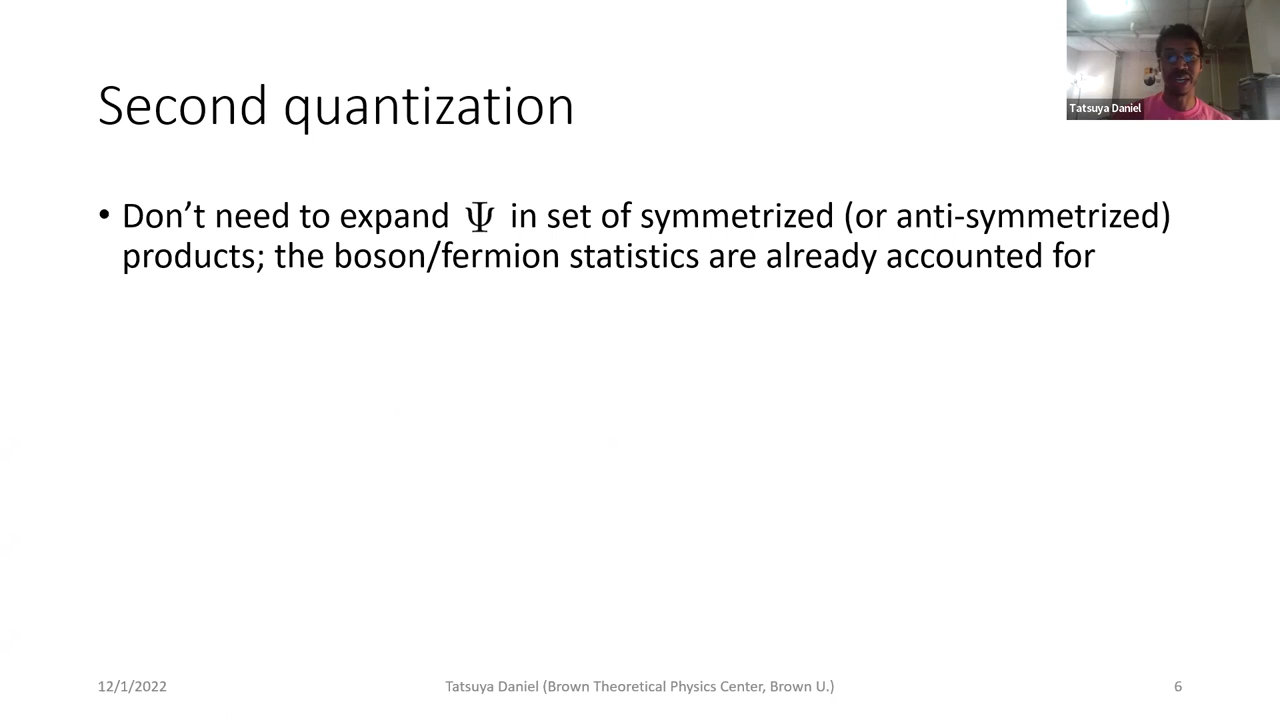 Second quantization
Tatsuya Daniel
• Don’t need to expand Ψ in set of symmetrized (or anti-symmetrized)
products; the boson/fermion statistics are already accounted for
12/1/2022
Tatsuya Daniel (Brown Theoretical Physics Center, Brown U.)
6